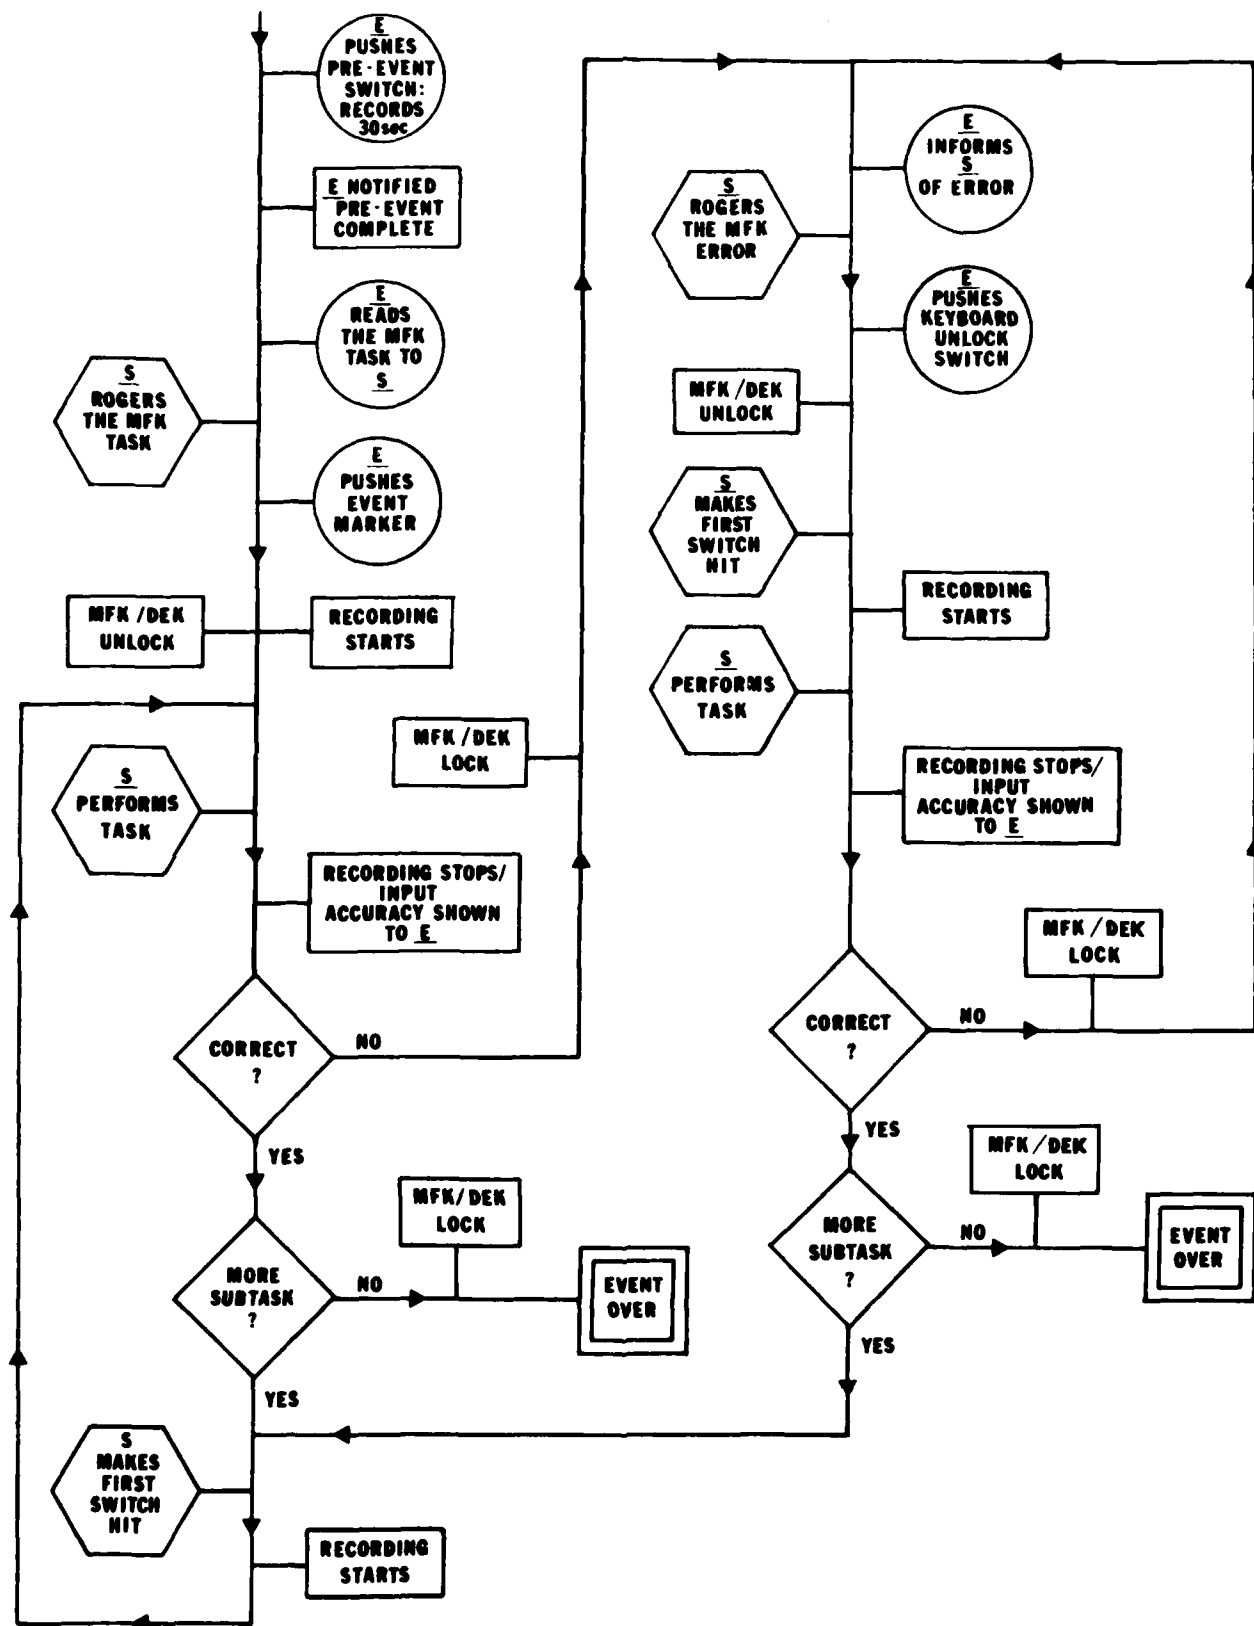 E
PUSHES
PRE-EVENT
SWITCH:
RECORDS
30sec
E NOTIFIED
PRE-EVENT
COMPLETE
E
READS
THE MFK
TASK TO
S
S
ROGERS
THE MFK
TASK
E
PUSHES
EVENT
MARKER
MFK/DEK
UNLOCK
RECORDING
STARTS
S
PERFORMS
TASK
RECORDING STOPS/
INPUT
ACCURACY SHOWN
TO E
CORRECT
?
NO
MFK/DEK
LOCK
YES
MORE
SUBTASK
?
NO
MFK/DEK
LOCK
EVENT
OVER
YES
S
MAKES
FIRST
SWITCH
HIT
RECORDING
STARTS
E
INFORMS
S
OF ERROR
S
ROGERS
THE MFK
ERROR
E
PUSHES
KEYBOARD
UNLOCK
SWITCH
MFK/DEK
UNLOCK
S
MAKES
FIRST
SWITCH
HIT
RECORDING
STARTS
S
PERFORMS
TASK
RECORDING STOPS/
INPUT
ACCURACY SHOWN
TO E
CORRECT
?
NO
MFK/DEK
LOCK
YES
MORE
SUBTASK
?
NO
MFK/DEK
LOCK
EVENT
OVER
YES